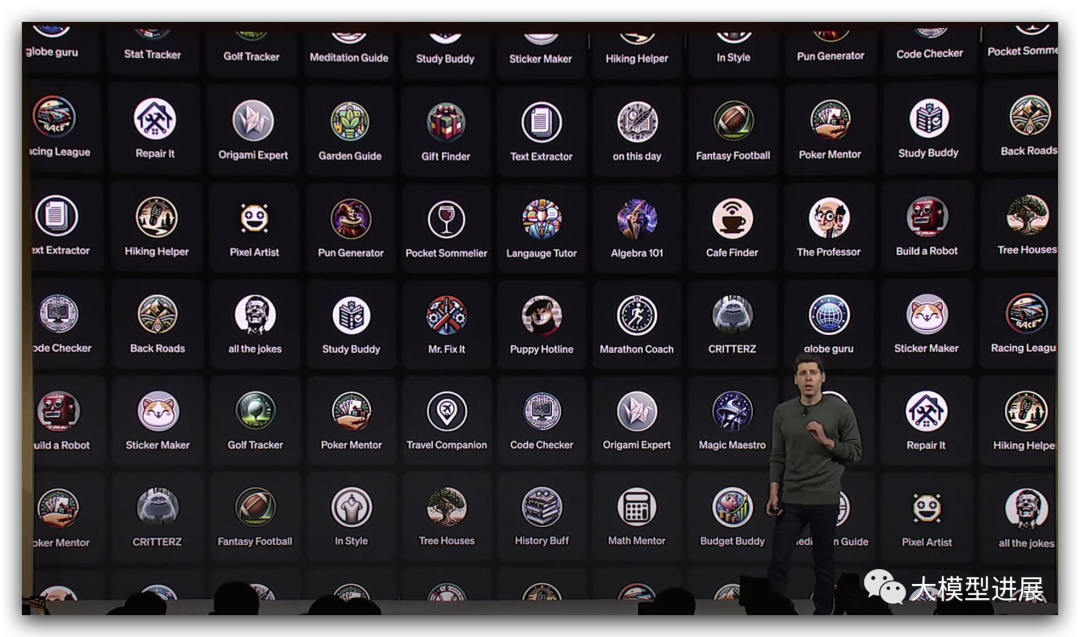 globe guru Stat Tracker Golf Tracker Meditation Guide Study Buddy Sticker Maker Hiking Helper In Style Pun Generator Code Checker Pocket Somme
acing League Repair It Origami Expert Garden Guide Gift Finder Text Extractor on this day Fantasy Football Poker Mentor Study Buddy Back Roads
ext Extractor Hiking Helper Pixel Artist Pun Generator Pocket Sommelier Langauge Tutor Algebra 101 Cafe Finder The Professor Build a Robot Tree Houses
ode Checker Back Roads all the jokes Study Buddy Mr. Fix It Puppy Hotline Marathon Coach CRITTERZ globe guru Sticker Maker Racing Leagu
uild a Robot Sticker Maker Golf Tracker Poker Mentor Travel Companion Code Checker Origami Expert Magic Maestro Repair It Hiking Helpe
oker Mentor CRITTERZ Fantasy Football In Style Tree Houses History Buff Math Mentor Budget Buddy Guide Pixel Artist all the jokes
大模型进展